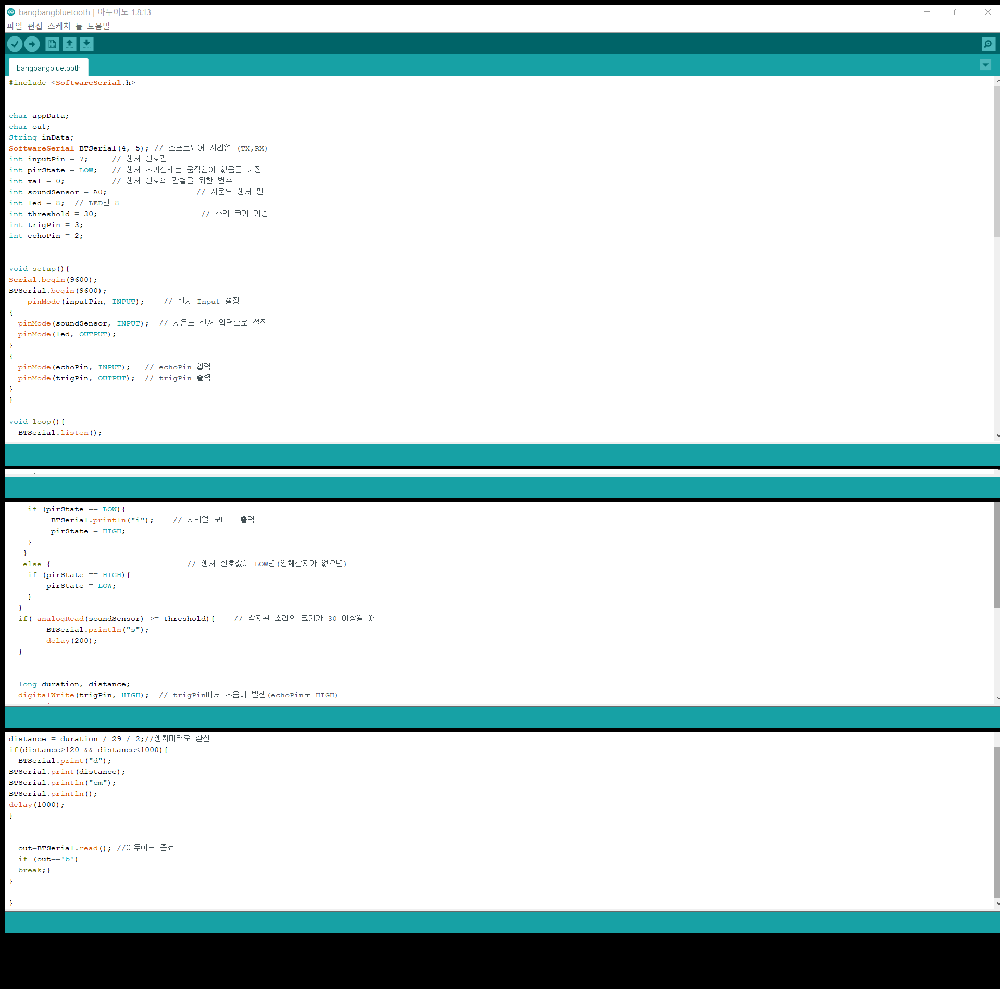 bangbangbluetooth | 아두이노 1.8.13
파일 편집 스케치 툴 도움말
bangbangbluetooth
#include <SoftwareSerial.h>
char appData;
char out;
String inData;
SoftwareSerial BTSerial(4, 5); // 소프트웨어 시리얼 (TX,RX)
int inputPin = 7; // 센서 신호핀
int pirState = LOW; // 센서 초기상태는 움직임이 없음을 가정
int val = 0; // 센서 신호의 판별을 위한 변수
int soundSensor = A0; // 사운드 센서 핀
int led = 8; // LED핀 8
int threshold = 30; // 소리 크기 기준
int trigPin = 3;
int echoPin = 2;
void setup(){
Serial.begin(9600);
BTSerial.begin(9600);
pinMode(inputPin, INPUT); // 센서 Input 설정
{
pinMode(soundSensor, INPUT); // 사운드 센서 입력으로 설정
pinMode(led, OUTPUT);
}
{
pinMode(echoPin, INPUT); // echoPin 입력
pinMode(trigPin, OUTPUT); // trigPin 출력
}
}
void loop(){
BTSerial.listen();
if (pirState == LOW){
BTSerial.println("i"); // 시리얼 모니터 출력
pirState = HIGH;
}
}
else { // 센서 신호값이 LOW면(인체감지가 없으면)
if (pirState == HIGH){
pirState = LOW;
}
}
if( analogRead(soundSensor) >= threshold){ // 감지된 소리의 크기가 30 이상일 때
BTSerial.println("s");
delay(200);
}
long duration, distance;
digitalWrite(trigPin, HIGH); // trigPin에서 초음파 발생(echoPin도 HIGH)
distance = duration / 29 / 2;//센치미터로 환산
if(distance>120 && distance<1000){
BTSerial.print("d");
BTSerial.print(distance);
BTSerial.println("cm");
BTSerial.println();
delay(1000);
}
out=BTSerial.read(); //아두이노 종료
if (out=='b')
break;}
}
}